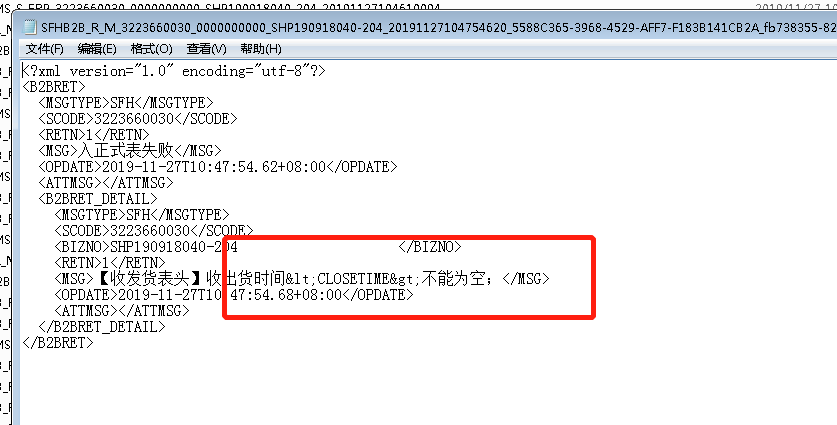 SFHB2B_R_M_3223660030_0000000000_SHP190918040-204_20191127104754620_5588C365-3968-4529-AFF7-F183B141CB2A_fb738355-82
文件(F) 编辑(E) 格式(O) 查看(V) 帮助(H)
<?xml version="1.0" encoding="utf-8"?>
<B2BRET>
<MSGTYPE>SFH</MSGTYPE>
<SCODE>3223660030</SCODE>
<RETN>1</RETN>
<MSG>入正式表失败</MSG>
<OPDATE>2019-11-27T10:47:54.62+08:00</OPDATE>
<ATTMSG></ATTMSG>
<B2BRET_DETAIL>
<MSGTYPE>SFH</MSGTYPE>
<SCODE>3223660030</SCODE>
<BIZNO>SHP190918040-204 </BIZNO>
<RETN>1</RETN>
<MSG>【收发货表头】收出货时间&lt;CLOSETIME&gt;不能为空；</MSG>
<OPDATE>2019-11-27T10:47:54.68+08:00</OPDATE>
<ATTMSG></ATTMSG>
</B2BRET_DETAIL>
</B2BRET>